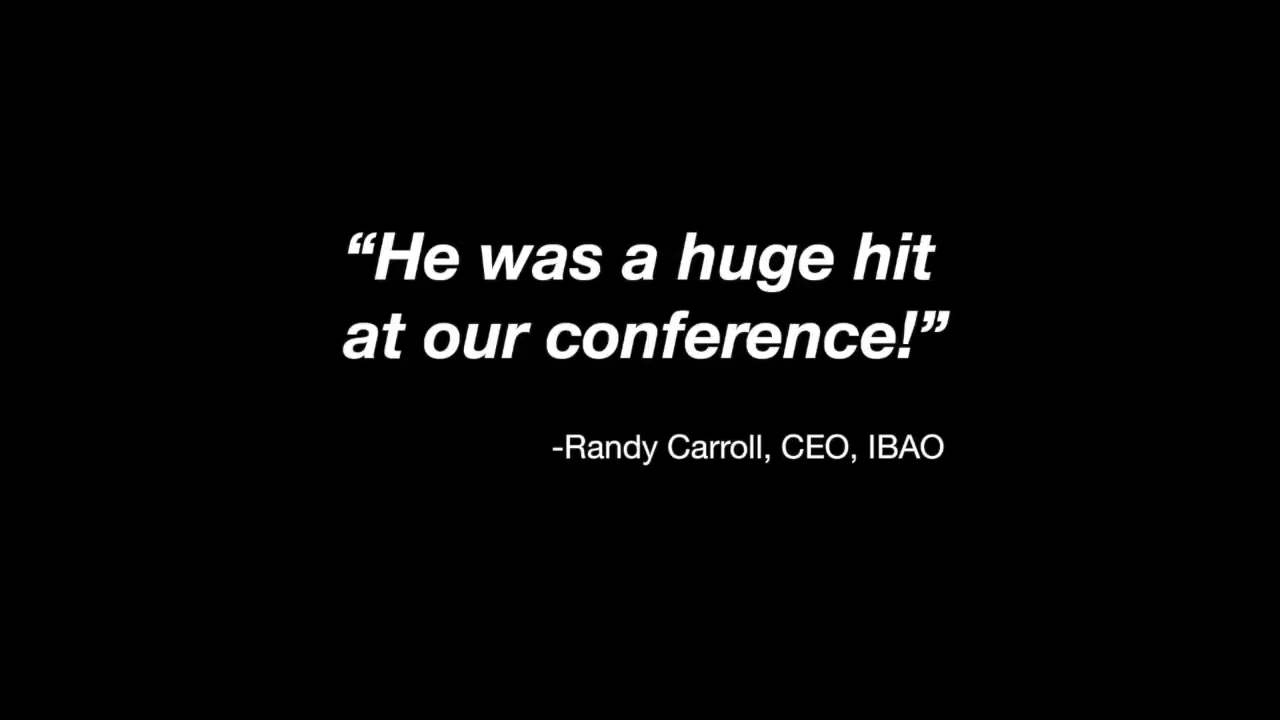 “He was a huge hit
at our conference!”
-Randy Carroll, CEO, IBAO